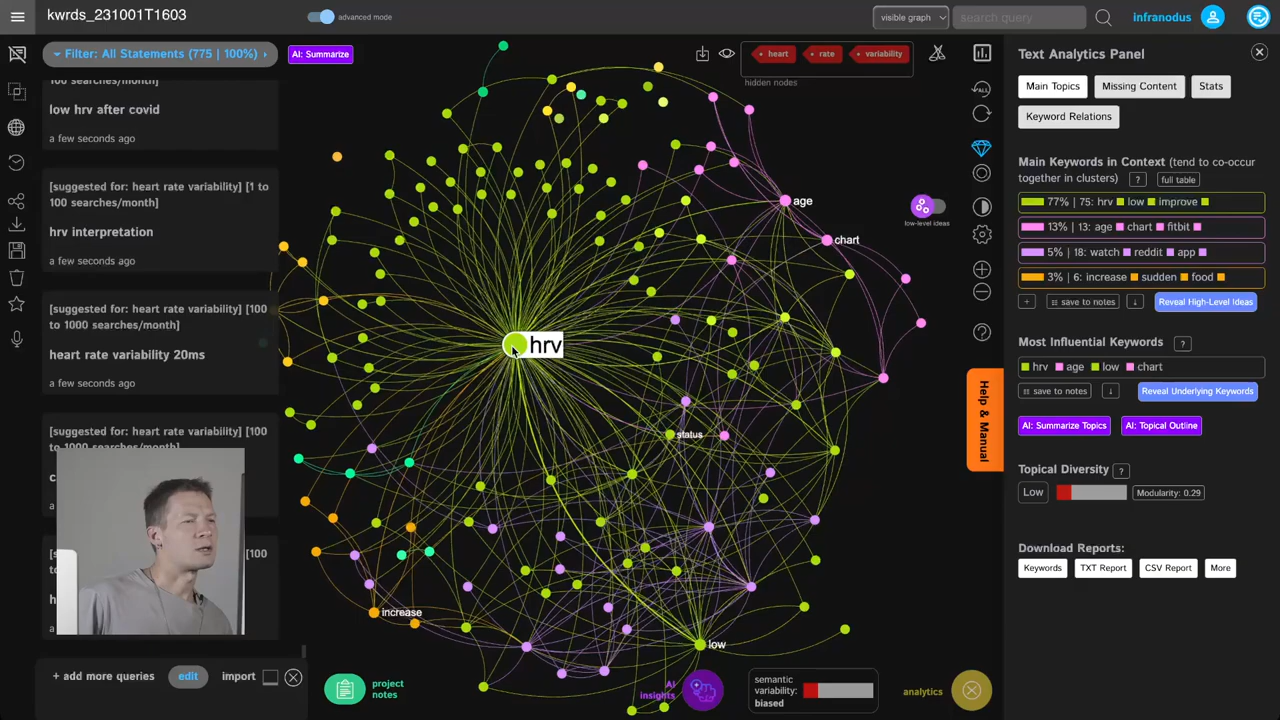 kwrds_231001T1603
advanced mode
visible graph
search query
infranodus
Filter: All Statements (775 | 100%)
AI: Summarize
100 searches/month]
low hrv after covid
a few seconds ago
[suggested for: heart rate variability] [1 to
100 searches/month]
hrv interpretation
a few seconds ago
[suggested for: heart rate variability] [100
to 1000 searches/month]
heart rate variability 20ms
a few seconds ago
[suggested for: heart rate variability] [100
to 1000 searches/month]
+ add more queries
edit
import
heart
rate
variability
hidden nodes
ALL
age
chart
low-level ideas
hrv
status
increase
low
Help & Manual
project
notes
AI
insights
semantic
variability:
biased
analytics
Text Analytics Panel
Main Topics
Missing Content
Stats
Keyword Relations
Main Keywords in Context (tend to co-occur
together in clusters)
?
full table
77% | 75: hrv low improve
13% | 13: age chart fitbit
5% | 18: watch reddit app
3% | 6: increase sudden food
+
save to notes
↓
Reveal High-Level Ideas
Most Influential Keywords
?
hrv age low chart
save to notes
↓
Reveal Underlying Keywords
AI: Summarize Topics
AI: Topical Outline
Topical Diversity
?
Low
Modularity: 0.29
Download Reports:
Keywords
TXT Report
CSV Report
More